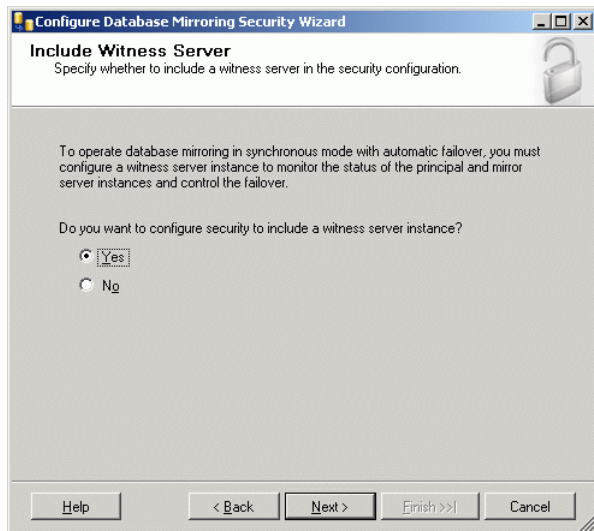 Configure Database Mirroring Security Wizard
Include Witness Server
Specify whether to include a witness server in the security configuration.
To operate database mirroring in synchronous mode with automatic failover, you must
configure a witness server instance to monitor the status of the principal and mirror
server instances and control the failover.
Do you want to configure security to include a witness server instance?
Yes
No
Help < Back Next > Finish >>| Cancel